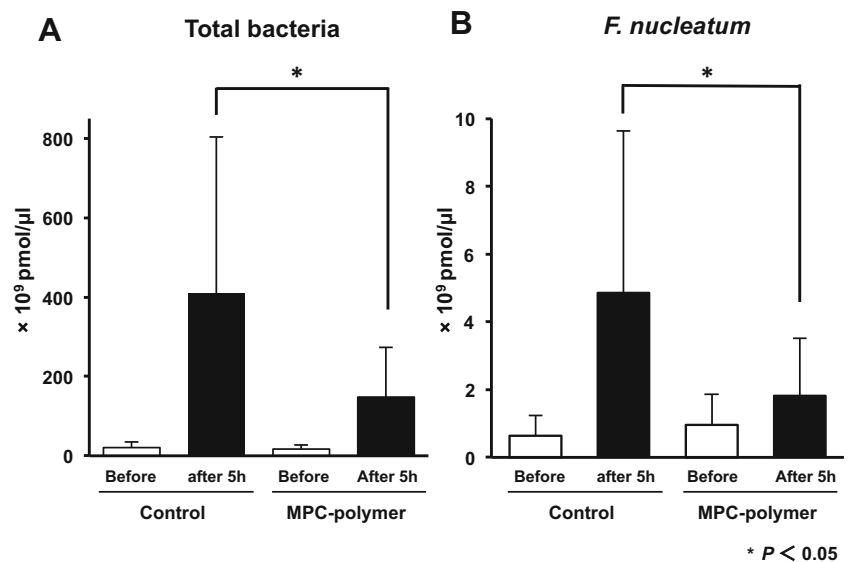 A Total bacteria
*
× 10⁹ pmol/µl
800
600
400
200
0
Before after 5h Before After 5h
Control MPC-polymer
B F. nucleatum
*
× 10⁹ pmol/µl
10
8
6
4
2
0
Before after 5h Before After 5h
Control MPC-polymer
* P < 0.05